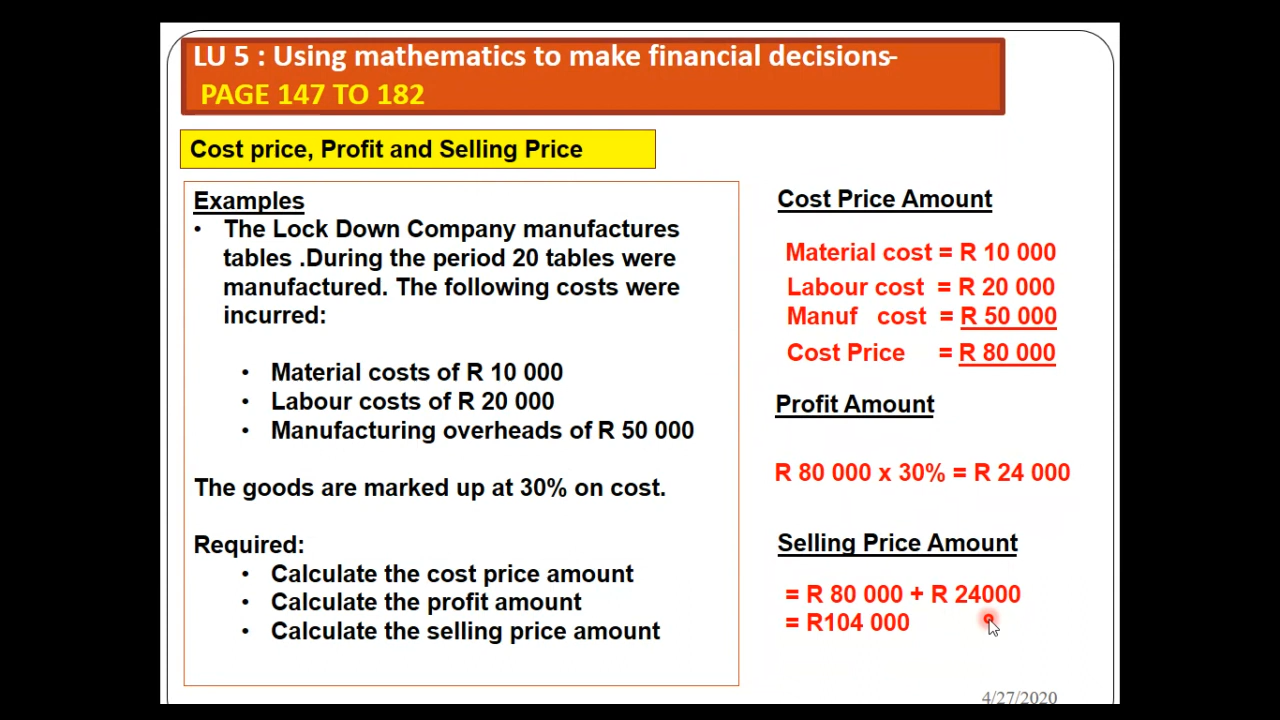 LU 5 : Using mathematics to make financial decisions-
PAGE 147 TO 182
Cost price, Profit and Selling Price
Examples
• The Lock Down Company manufactures
tables .During the period 20 tables were
manufactured. The following costs were
incurred:
• Material costs of R 10 000
• Labour costs of R 20 000
• Manufacturing overheads of R 50 000
The goods are marked up at 30% on cost.
Required:
• Calculate the cost price amount
• Calculate the profit amount
• Calculate the selling price amount
Cost Price Amount
Material cost = R 10 000
Labour cost = R 20 000
Manuf cost = R 50 000
Cost Price = R 80 000
Profit Amount
R 80 000 x 30% = R 24 000
Selling Price Amount
= R 80 000 + R 24000
= R104 000
4/27/2020